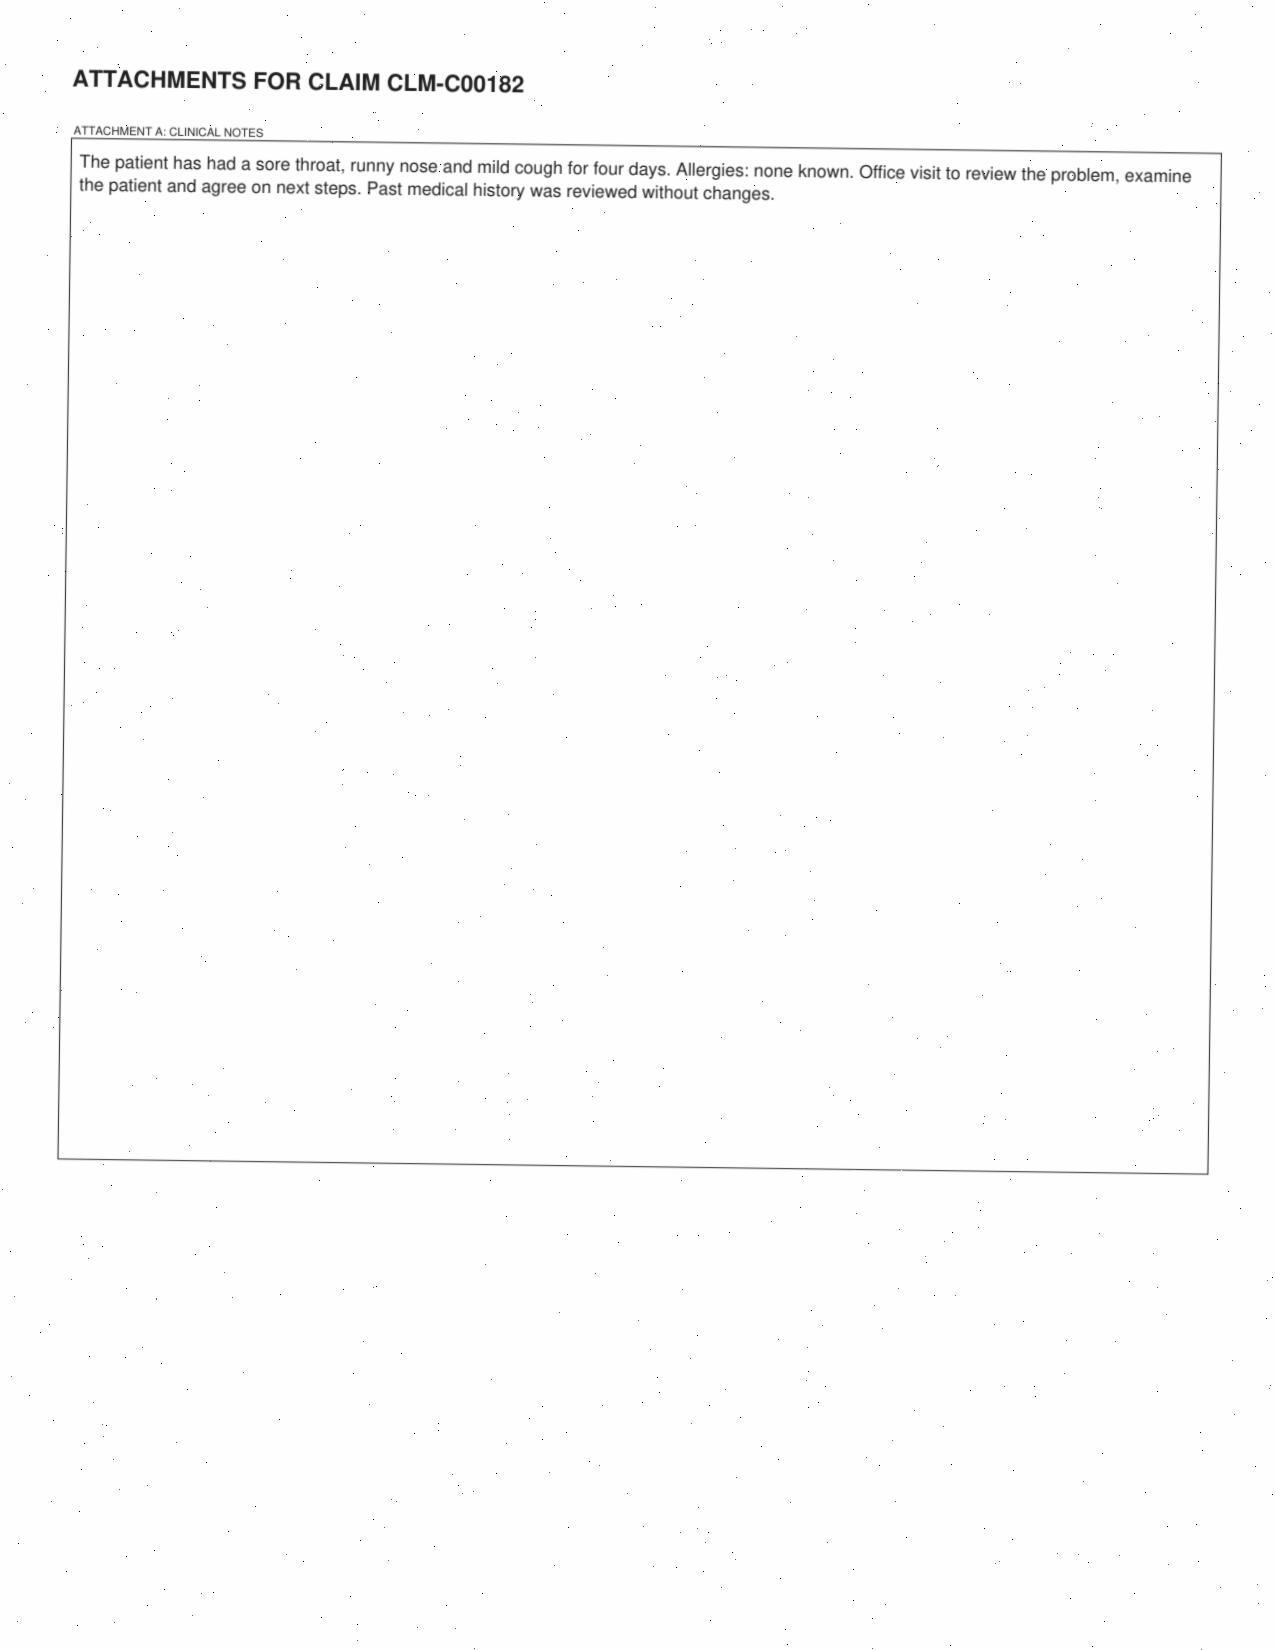 ATTACHMENTS FOR CLAIM CLM-C00182
ATTACHMENT A: CLINICAL NOTES
The patient has had a sore throat, runny nose and mild cough for four days. Allergies: none known. Office visit to review the problem, examine
the patient and agree on next steps. Past medical history was reviewed without changes.